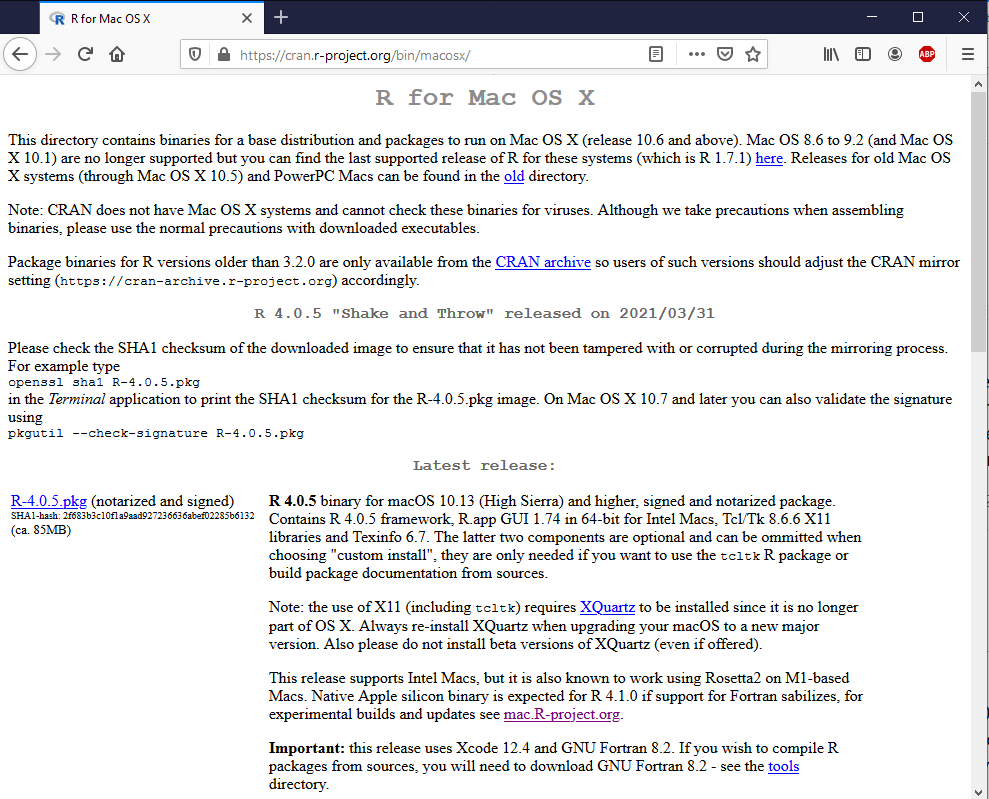 R for Mac OS X
https://cran.r-project.org/bin/macosx/
ABP
R for Mac OS X
This directory contains binaries for a base distribution and packages to run on Mac OS X (release 10.6 and above). Mac OS 8.6 to 9.2 (and Mac OS
X 10.1) are no longer supported but you can find the last supported release of R for these systems (which is R 1.7.1) here. Releases for old Mac OS
X systems (through Mac OS X 10.5) and PowerPC Macs can be found in the old directory.
Note: CRAN does not have Mac OS X systems and cannot check these binaries for viruses. Although we take precautions when assembling
binaries, please use the normal precautions with downloaded executables.
Package binaries for R versions older than 3.2.0 are only available from the CRAN archive so users of such versions should adjust the CRAN mirror
setting (https://cran-archive.r-project.org) accordingly.
R 4.0.5 "Shake and Throw" released on 2021/03/31
Please check the SHA1 checksum of the downloaded image to ensure that it has not been tampered with or corrupted during the mirroring process.
For example type
openssl sha1 R-4.0.5.pkg
in the Terminal application to print the SHA1 checksum for the R-4.0.5.pkg image. On Mac OS X 10.7 and later you can also validate the signature
using
pkgutil --check-signature R-4.0.5.pkg
Latest release:
R-4.0.5.pkg (notarized and signed)
SHA1-hash: 2f683b3c10f1a9aad927236636abef02285b6132
(ca. 85MB)
R 4.0.5 binary for macOS 10.13 (High Sierra) and higher, signed and notarized package.
Contains R 4.0.5 framework, R.app GUI 1.74 in 64-bit for Intel Macs, Tcl/Tk 8.6.6 X11
libraries and Texinfo 6.7. The latter two components are optional and can be ommitted when
choosing "custom install", they are only needed if you want to use the tcltk R package or
build package documentation from sources.
Note: the use of X11 (including tcltk) requires XQuartz to be installed since it is no longer
part of OS X. Always re-install XQuartz when upgrading your macOS to a new major
version. Also please do not install beta versions of XQuartz (even if offered).
This release supports Intel Macs, but it is also known to work using Rosetta2 on M1-based
Macs. Native Apple silicon binary is expected for R 4.1.0 if support for Fortran sabilizes, for
experimental builds and updates see mac.R-project.org.
Important: this release uses Xcode 12.4 and GNU Fortran 8.2. If you wish to compile R
packages from sources, you will need to download GNU Fortran 8.2 - see the tools
directory.